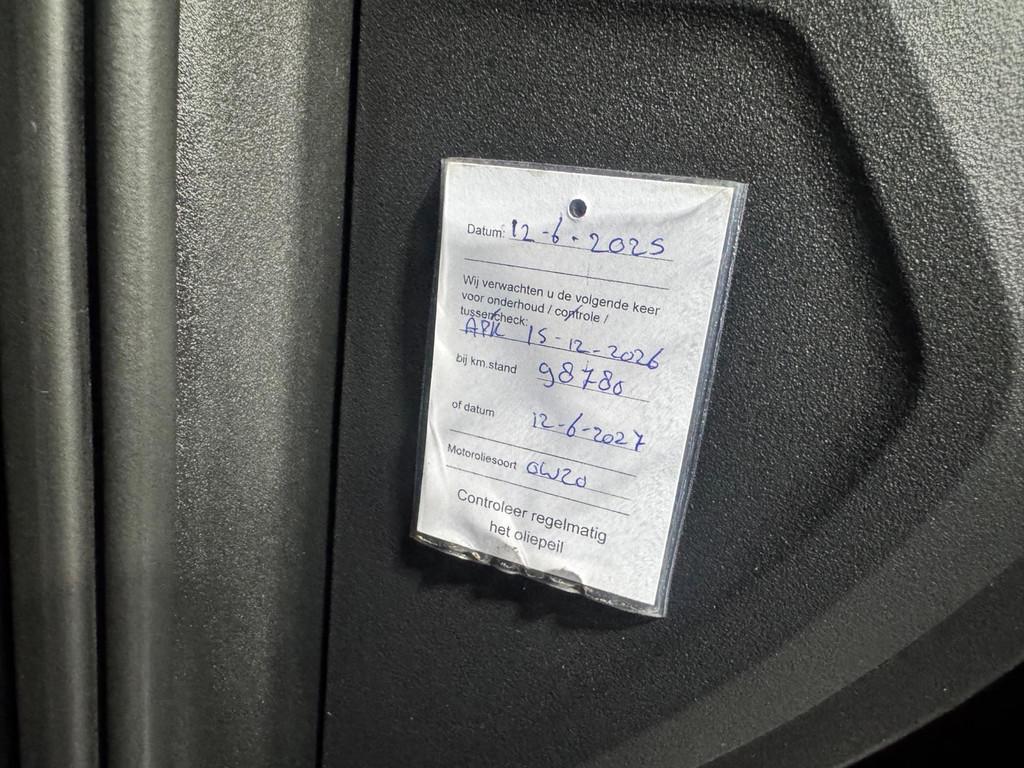 Datum: 12-6-2025
Wij verwachten u de volgende keer
voor onderhoud / controle /
tussencheck:
APK 15-12-2026
bij km.stand 98780
of datum 12-6-2027
Motoroliesoort 0W20
Controleer regelmatig
het oliepeil